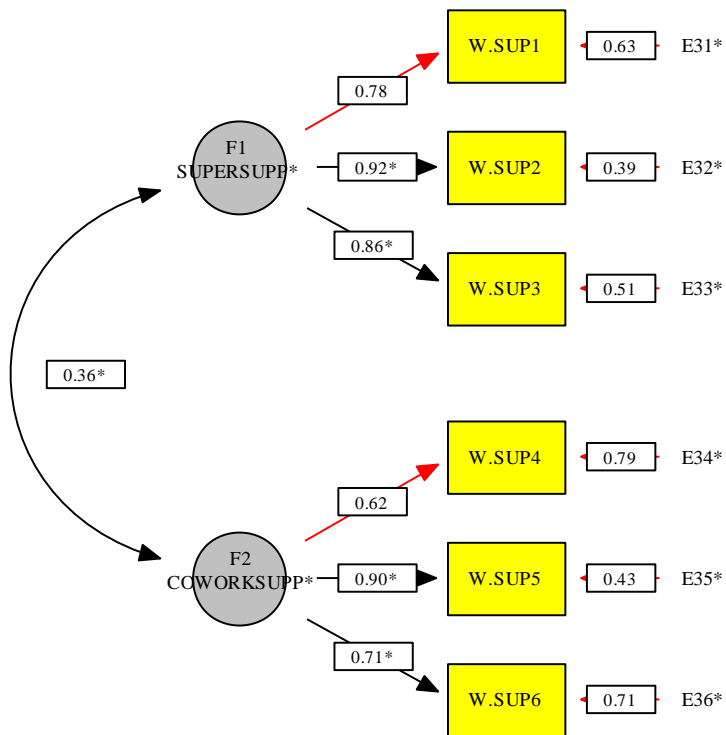 W.SUP1
0.63
E31*
0.78
F1
SUPERSUPP*
0.92*
W.SUP2
0.39
E32*
0.86*
W.SUP3
0.51
E33*
0.36*
W.SUP4
0.79
E34*
0.62
F2
COWORKSUPP*
0.90*
W.SUP5
0.43
E35*
0.71*
W.SUP6
0.71
E36*